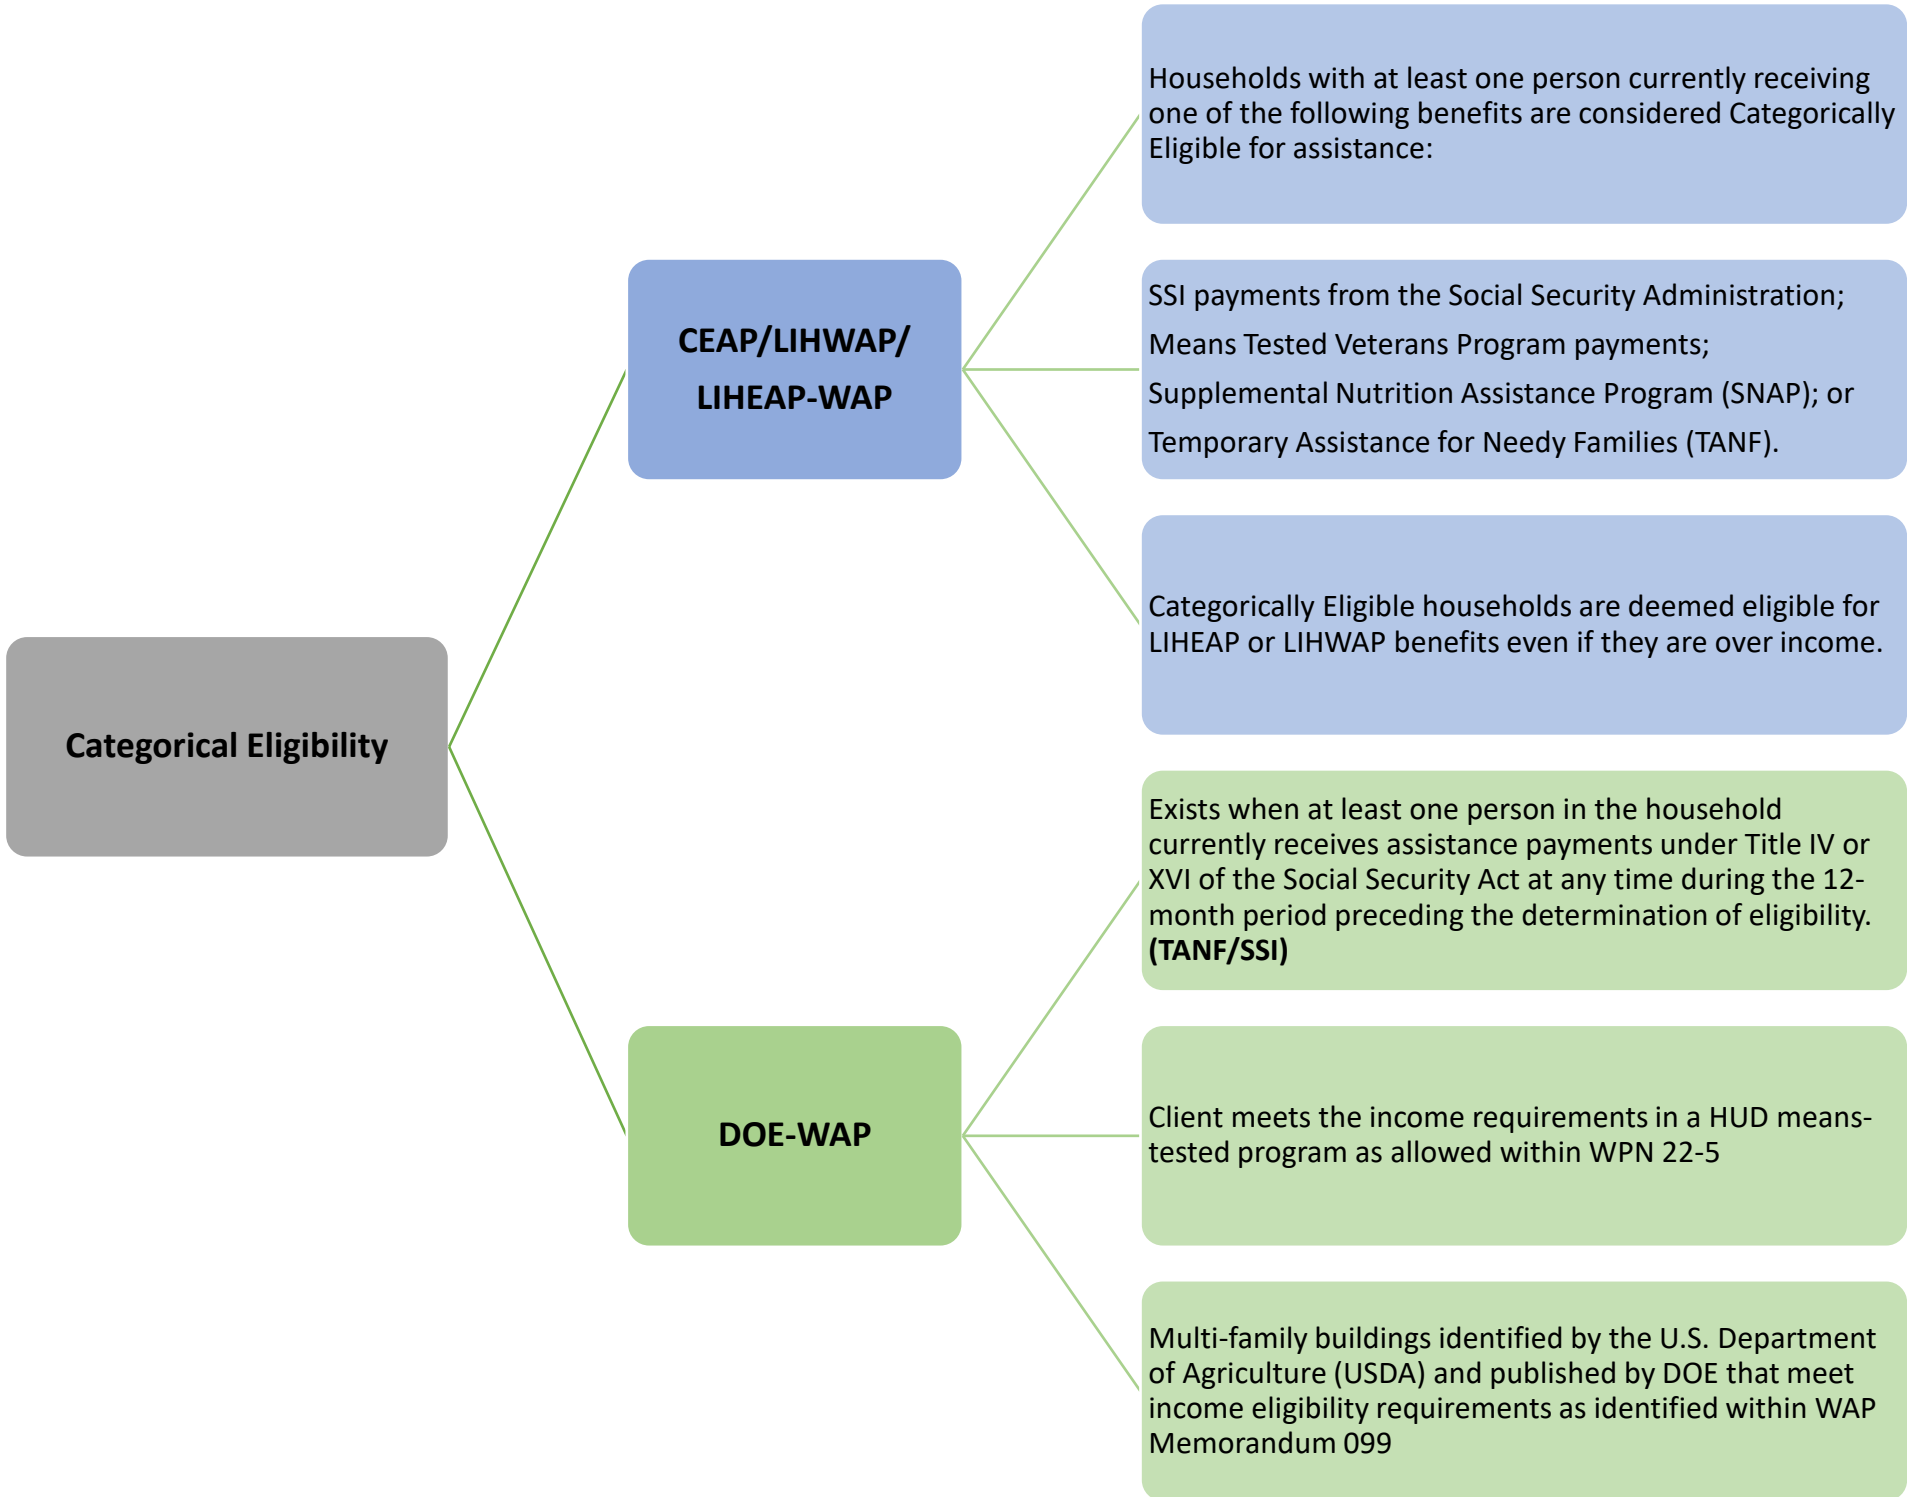 Categorical Eligibility
CEAP/LIHWAP/
LIHEAP-WAP
Households with at least one person currently receiving
one of the following benefits are considered Categorically
Eligible for assistance:
SSI payments from the Social Security Administration;
Means Tested Veterans Program payments;
Supplemental Nutrition Assistance Program (SNAP); or
Temporary Assistance for Needy Families (TANF).
Categorically Eligible households are deemed eligible for
LIHEAP or LIHWAP benefits even if they are over income.
DOE-WAP
Exists when at least one person in the household
currently receives assistance payments under Title IV or
XVI of the Social Security Act at any time during the 12-
month period preceding the determination of eligibility.
(TANF/SSI)
Client meets the income requirements in a HUD means-
tested program as allowed within WPN 22-5
Multi-family buildings identified by the U.S. Department
of Agriculture (USDA) and published by DOE that meet
income eligibility requirements as identified within WAP
Memorandum 099